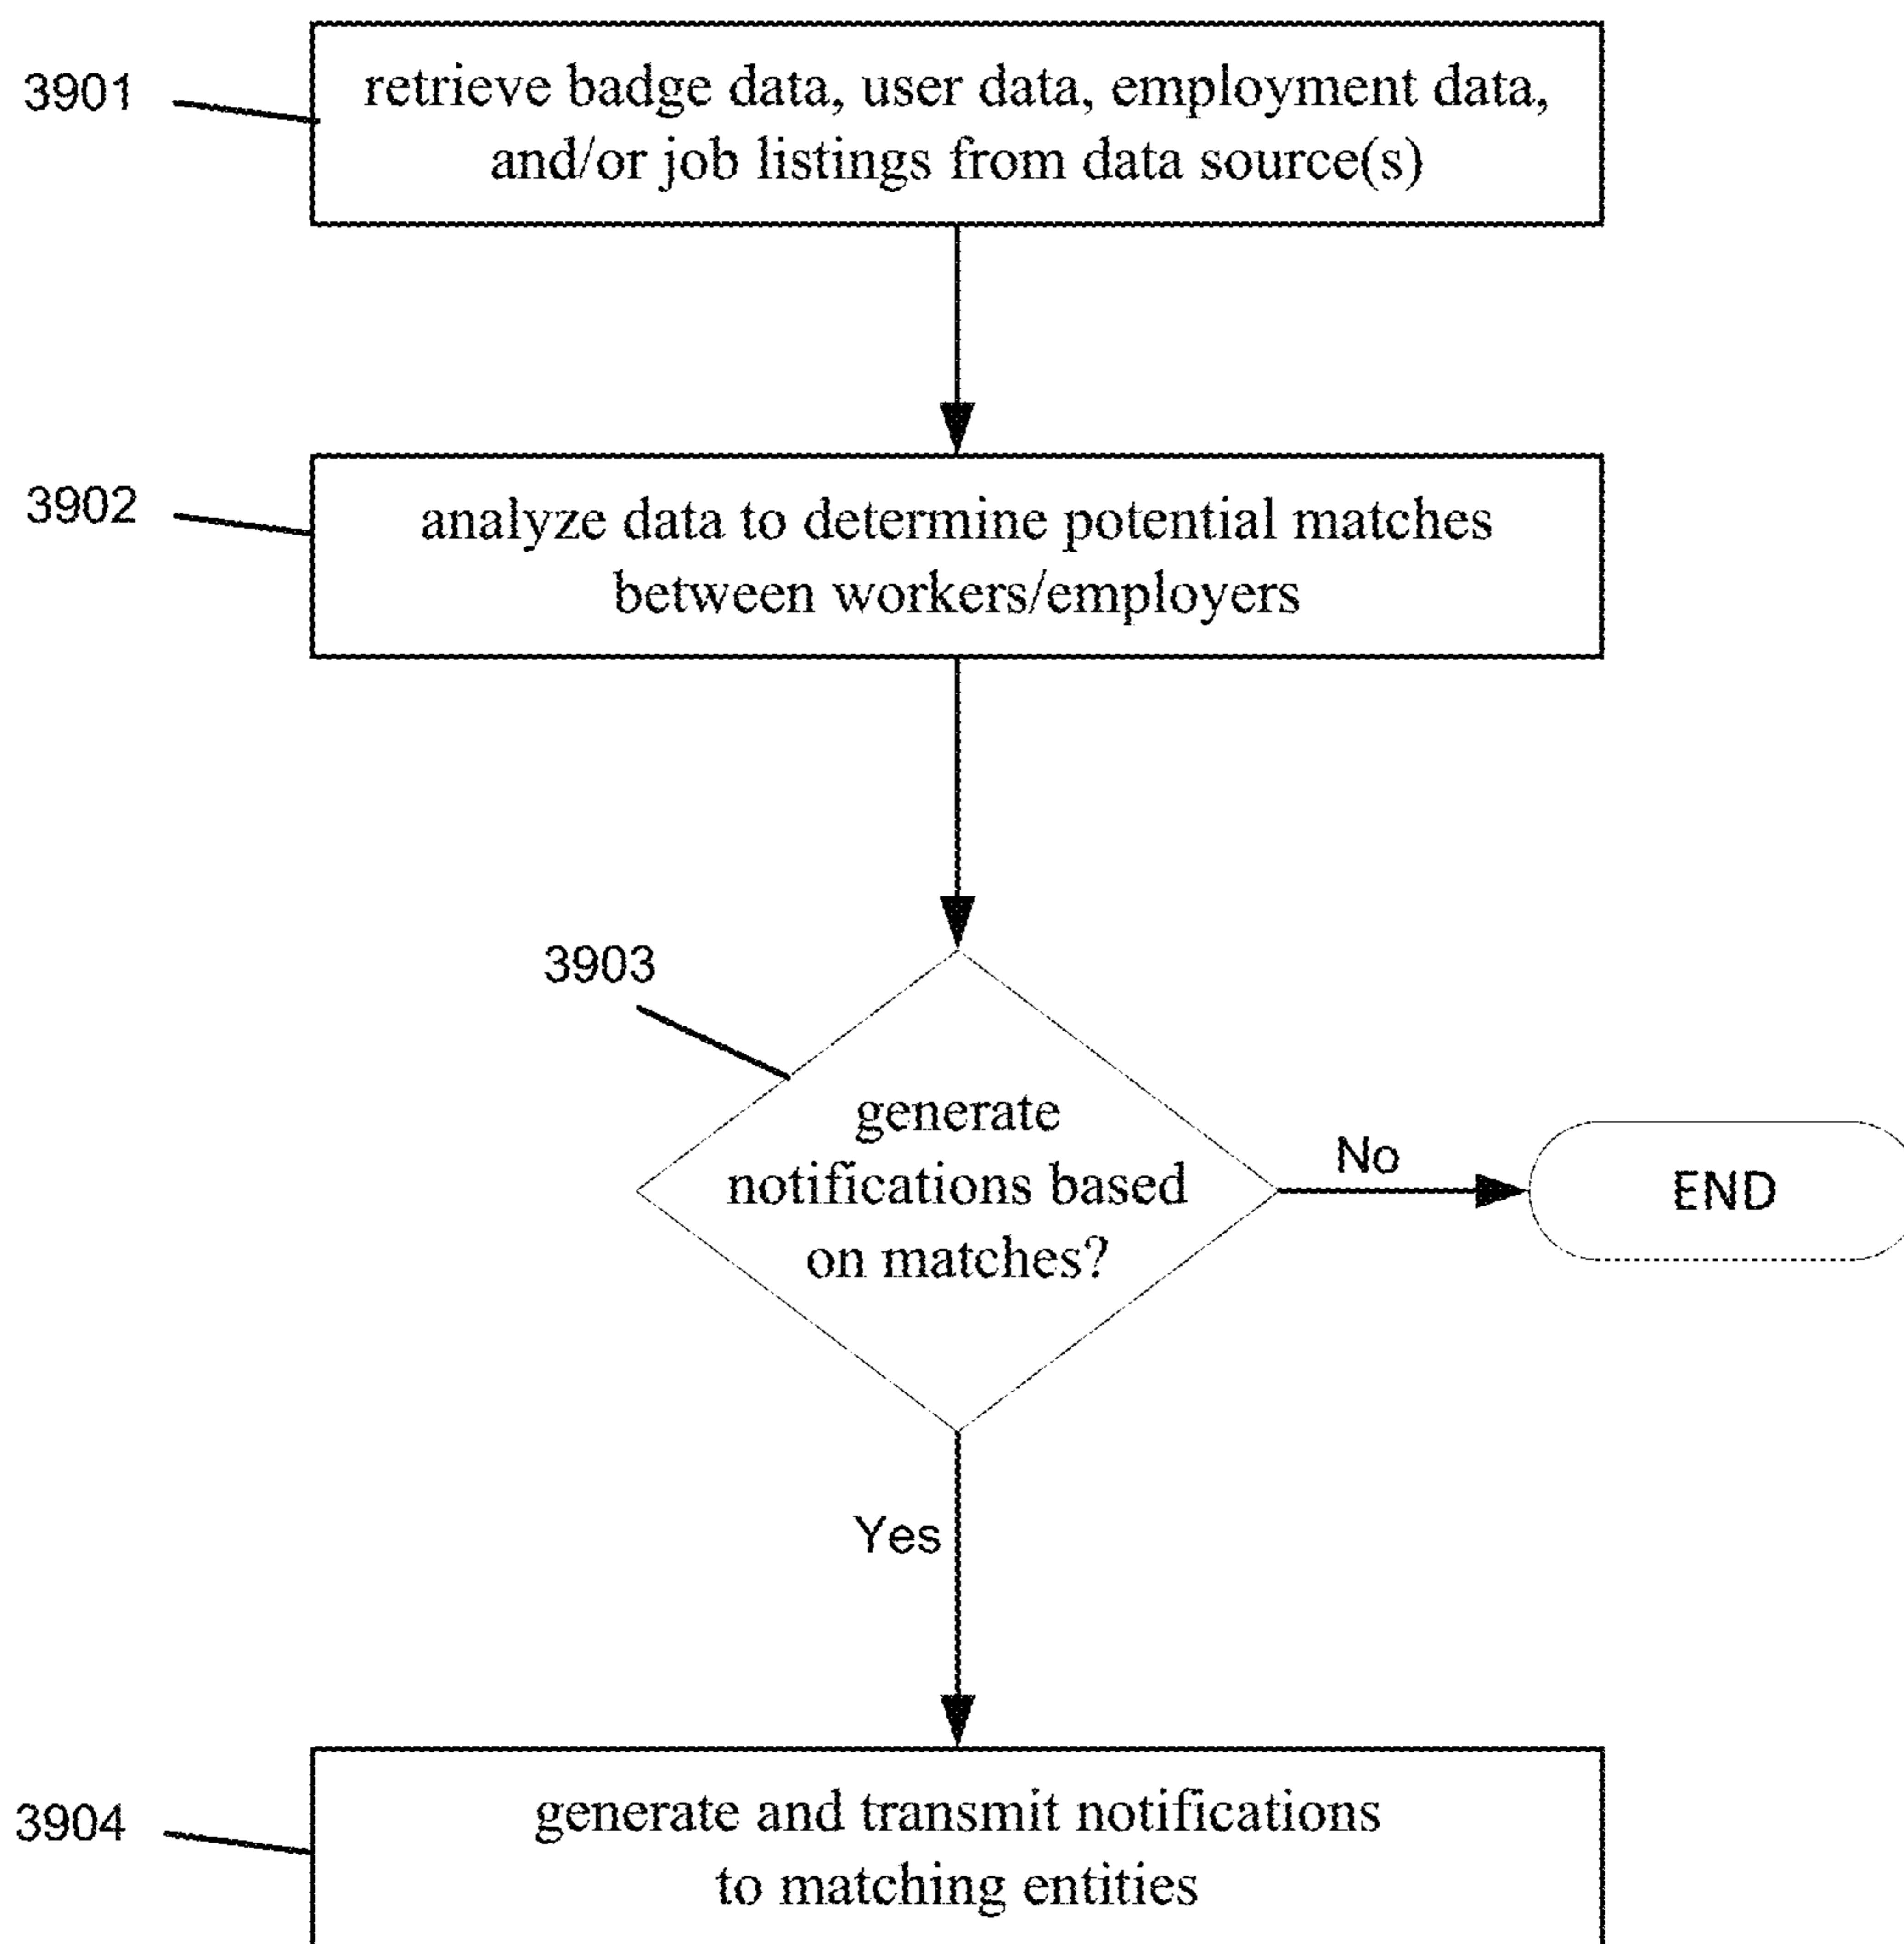 3901
retrieve badge data, user data, employment data,
and/or job listings from data source(s)
3902
analyze data to determine potential matches
between workers/employers
3903
generate
notifications based
on matches?
No
END
Yes
3904
generate and transmit notifications
to matching entities